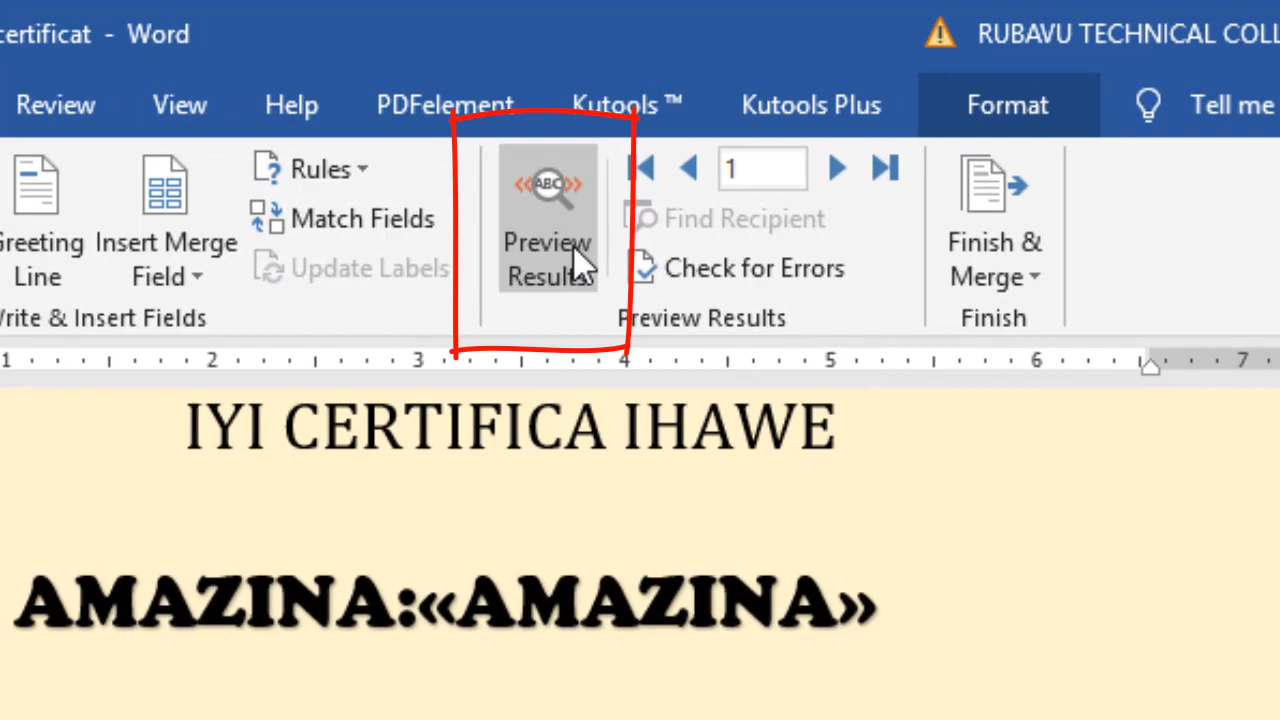 certificat - Word
RUBAVU TECHNICAL COLL
Review View Help PDFelement Kutools ™ Kutools Plus Format Tell me
Greeting Line
Insert Merge Field
Rules
Match Fields
Update Labels
Write & Insert Fields
«ABC»
Preview Results
1
Find Recipient
Check for Errors
Preview Results
Finish & Merge
Finish
1 2 3 4 5 6 7
IYI CERTIFICA IHAWE
AMAZINA:«AMAZINA»